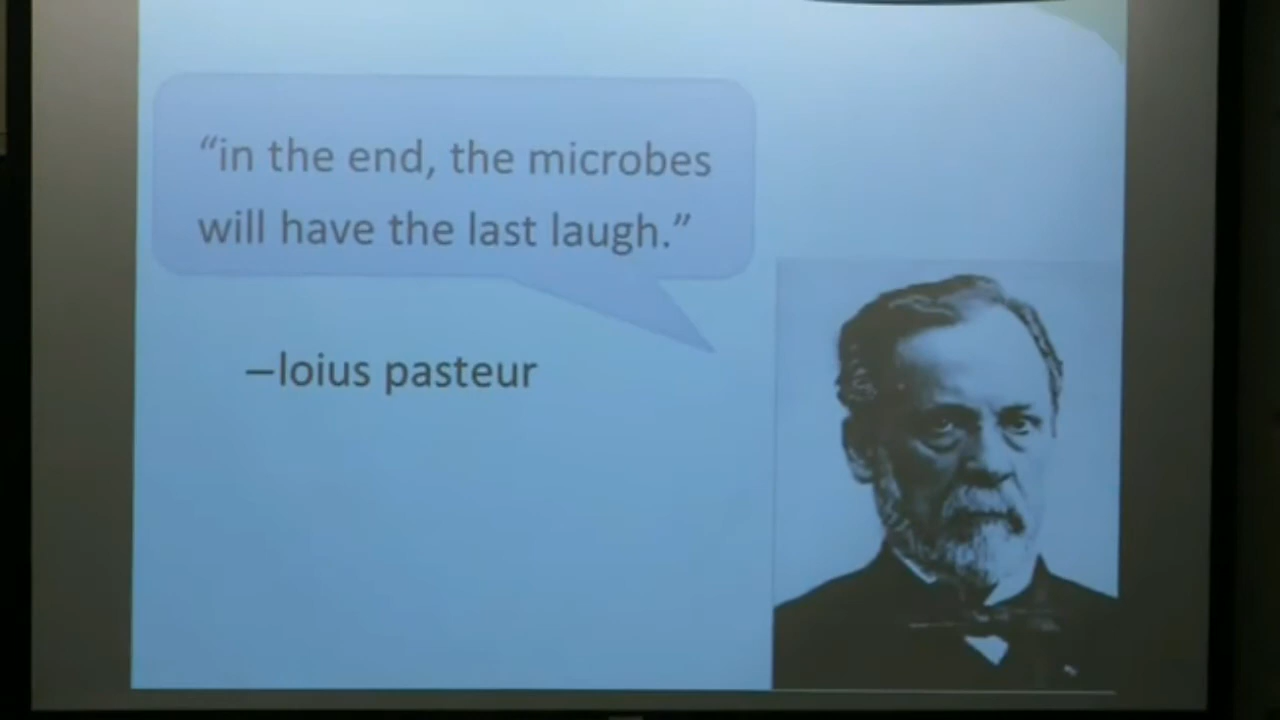 “in the end, the microbes
will have the last laugh.”
–loius pasteur